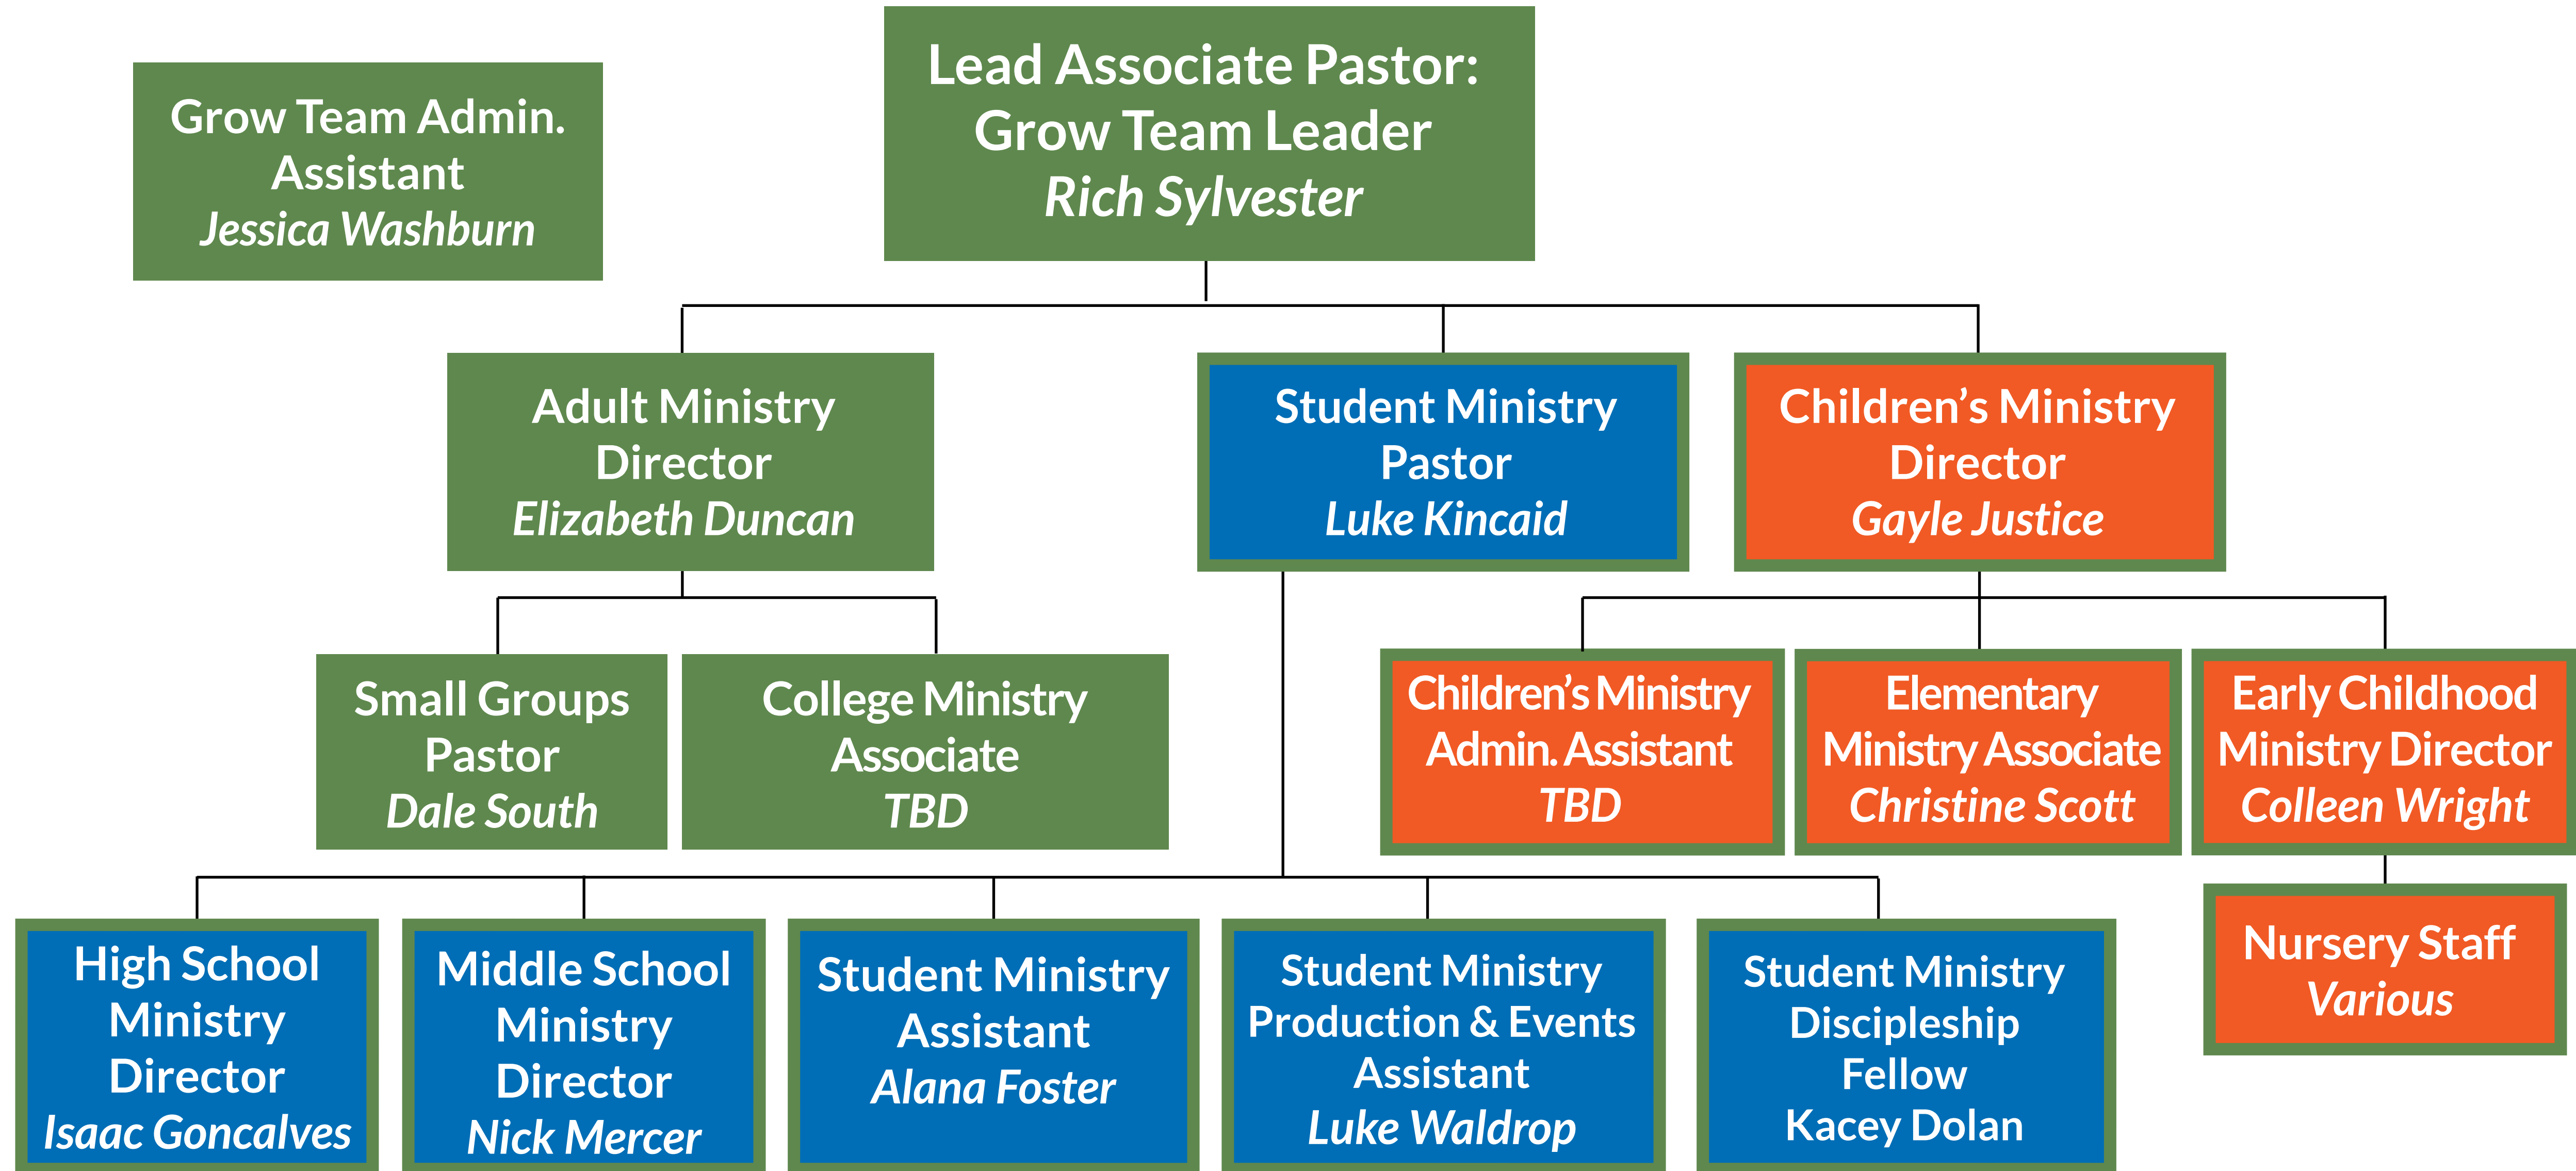 Grow Team Admin.
Assistant
Jessica Washburn
Lead Associate Pastor:
Grow Team Leader
Rich Sylvester
Adult Ministry
Director
Elizabeth Duncan
Student Ministry
Pastor
Luke Kincaid
Children’s Ministry
Director
Gayle Justice
Small Groups
Pastor
Dale South
College Ministry
Associate
TBD
Children’s Ministry
Admin. Assistant
TBD
Elementary
Ministry Associate
Christine Scott
Early Childhood
Ministry Director
Colleen Wright
High School
Ministry
Director
Isaac Goncalves
Middle School
Ministry
Director
Nick Mercer
Student Ministry
Assistant
Alana Foster
Student Ministry
Production & Events
Assistant
Luke Waldrop
Student Ministry
Discipleship
Fellow
Kacey Dolan
Nursery Staff
Various